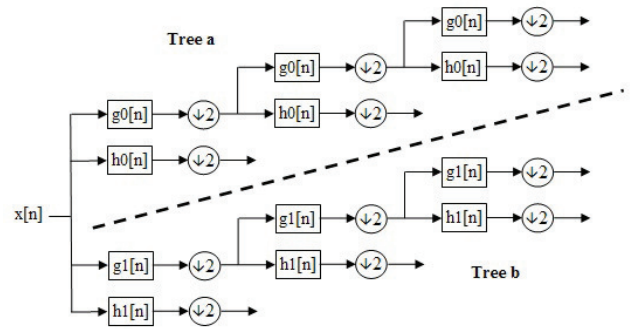 g0[n] ↓2
Tree a
g0[n] ↓2
h0[n] ↓2
g0[n] ↓2
h0[n] ↓2
h0[n] ↓2
x[n]
g1[n] ↓2
g1[n] ↓2
h1[n] ↓2
g1[n] ↓2
h1[n] ↓2
Tree b
h1[n] ↓2